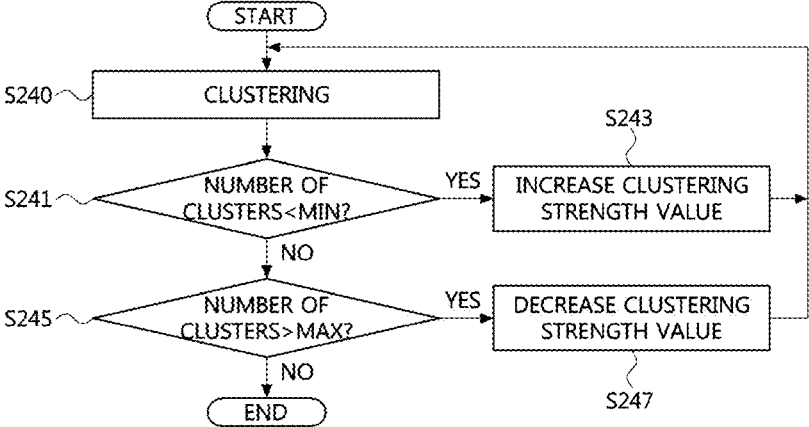 START
S240
CLUSTERING
S243
S241
NUMBER OF
CLUSTERS<MIN?
YES
INCREASE CLUSTERING
STRENGTH VALUE
NO
S245
NUMBER OF
CLUSTERS>MAX?
YES
DECREASE CLUSTERING
STRENGTH VALUE
NO
S247
END